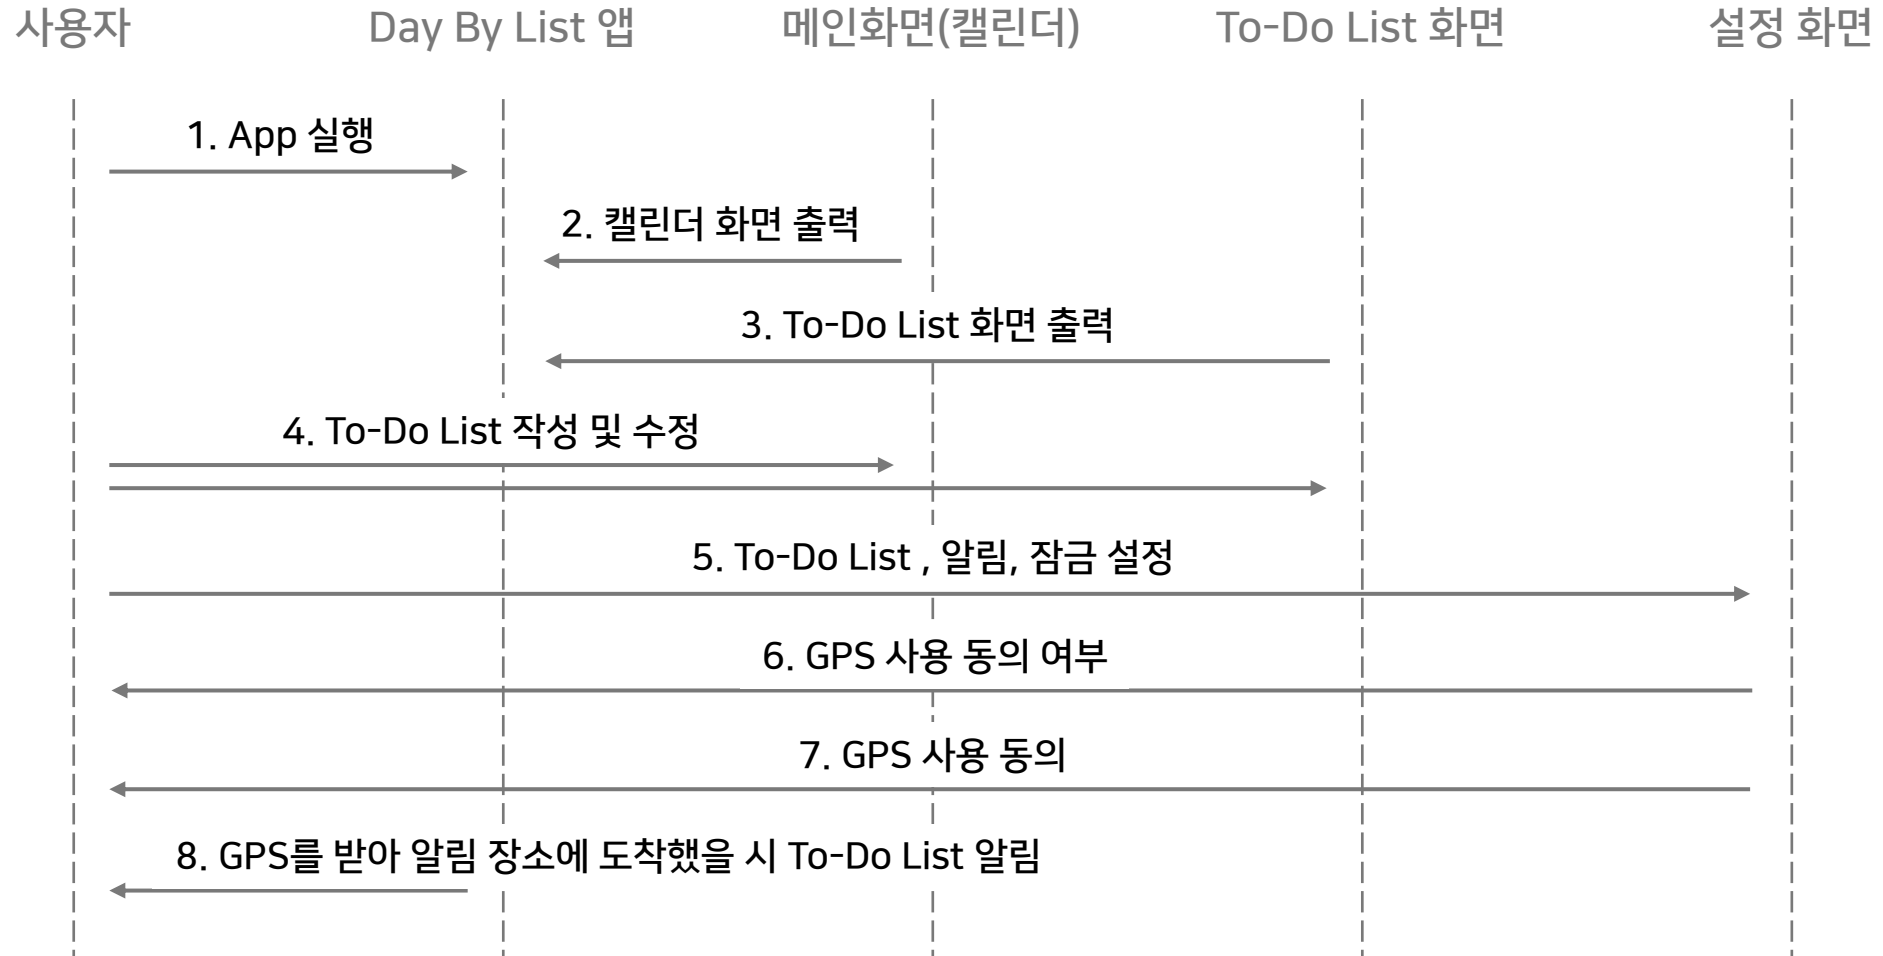 사용자 Day By List 앱 메인화면(캘린더) To-Do List 화면 설정 화면
1. App 실행
2. 캘린더 화면 출력
3. To-Do List 화면 출력
4. To-Do List 작성 및 수정
5. To-Do List , 알림, 잠금 설정
6. GPS 사용 동의 여부
7. GPS 사용 동의
8. GPS를 받아 알림 장소에 도착했을 시 To-Do List 알림